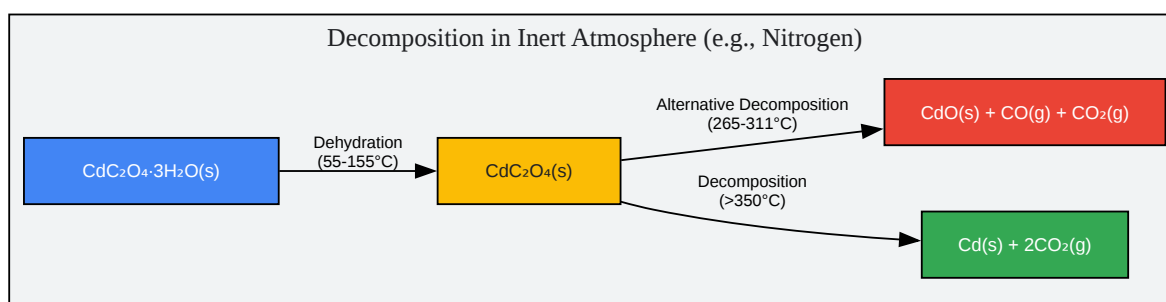 Decomposition in Inert Atmosphere (e.g., Nitrogen)
CdC₂O₄·3H₂O(s)
Dehydration
(55-155°C)
CdC₂O₄(s)
Alternative Decomposition
(265-311°C)
CdO(s) + CO(g) + CO₂(g)
Decomposition
(>350°C)
Cd(s) + 2CO₂(g)